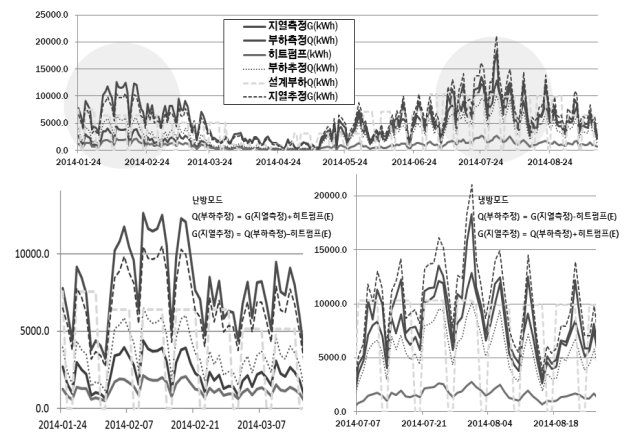 25000.0
20000.0
15000.0
10000.0
5000.0
0.0
지열측정G(kWh)
부하측정Q(kWh)
히트펌프(kWh)
부하추정Q(kWh)
설계부하Q(kWh)
지열추정G(kWh)
2014-01-24 2014-02-24 2014-03-24 2014-04-24 2014-05-24 2014-06-24 2014-07-24 2014-08-24
난방모드
Q(부하추정) = G(지열측정)+히트펌프(E)
G(지열추정) = Q(부하측정)-히트펌프(E)
10000.0
5000.0
0.0
2014-01-24 2014-02-07 2014-02-21 2014-03-07
냉방모드
Q(부하추정) = G(지열측정)-히트펌프(E)
G(지열추정) = Q(부하측정)+히트펌프(E)
20000.0
15000.0
10000.0
5000.0
0.0
2014-07-07 2014-07-21 2014-08-04 2014-08-18